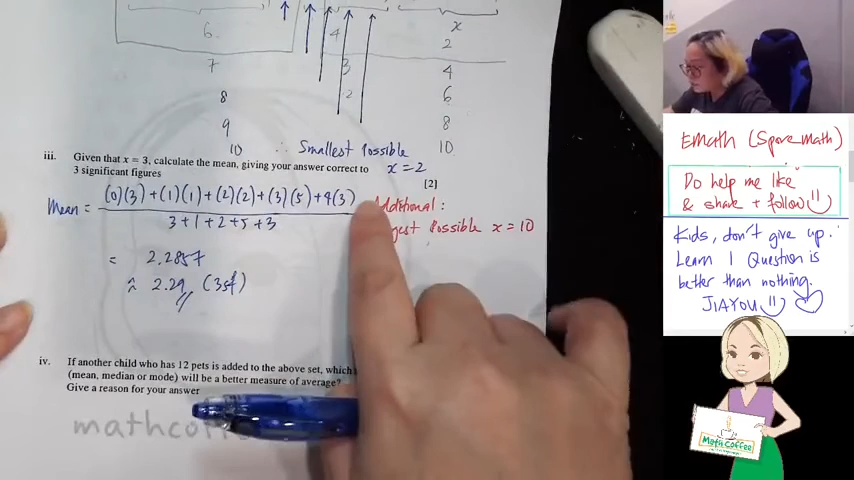 6
4
x
2
7
3
4
8
2
6
9
8
10
∴ Smallest Possible
10
x = 2
iii. Given that x = 3, calculate the mean, giving your answer correct to
3 significant figures
[2]
Mean = (0)(3) + (1)(1) + (2)(2) + (3)(5) + 4(3)
3 + 1 + 2 + 5 + 3
Possible x = 10
= 2.2857
≈ 2.29 (3sf)
iv. If another child who has 12 pets is added to the above set, which
(mean, median or mode) will be a better measure of average?
Give a reason for your answer
EMath (Spore Math)
Do help me like
& share + follow
Kids, don't give up.
Learn 1 Question is
better than nothing.
JIAYOU
Math Coffee